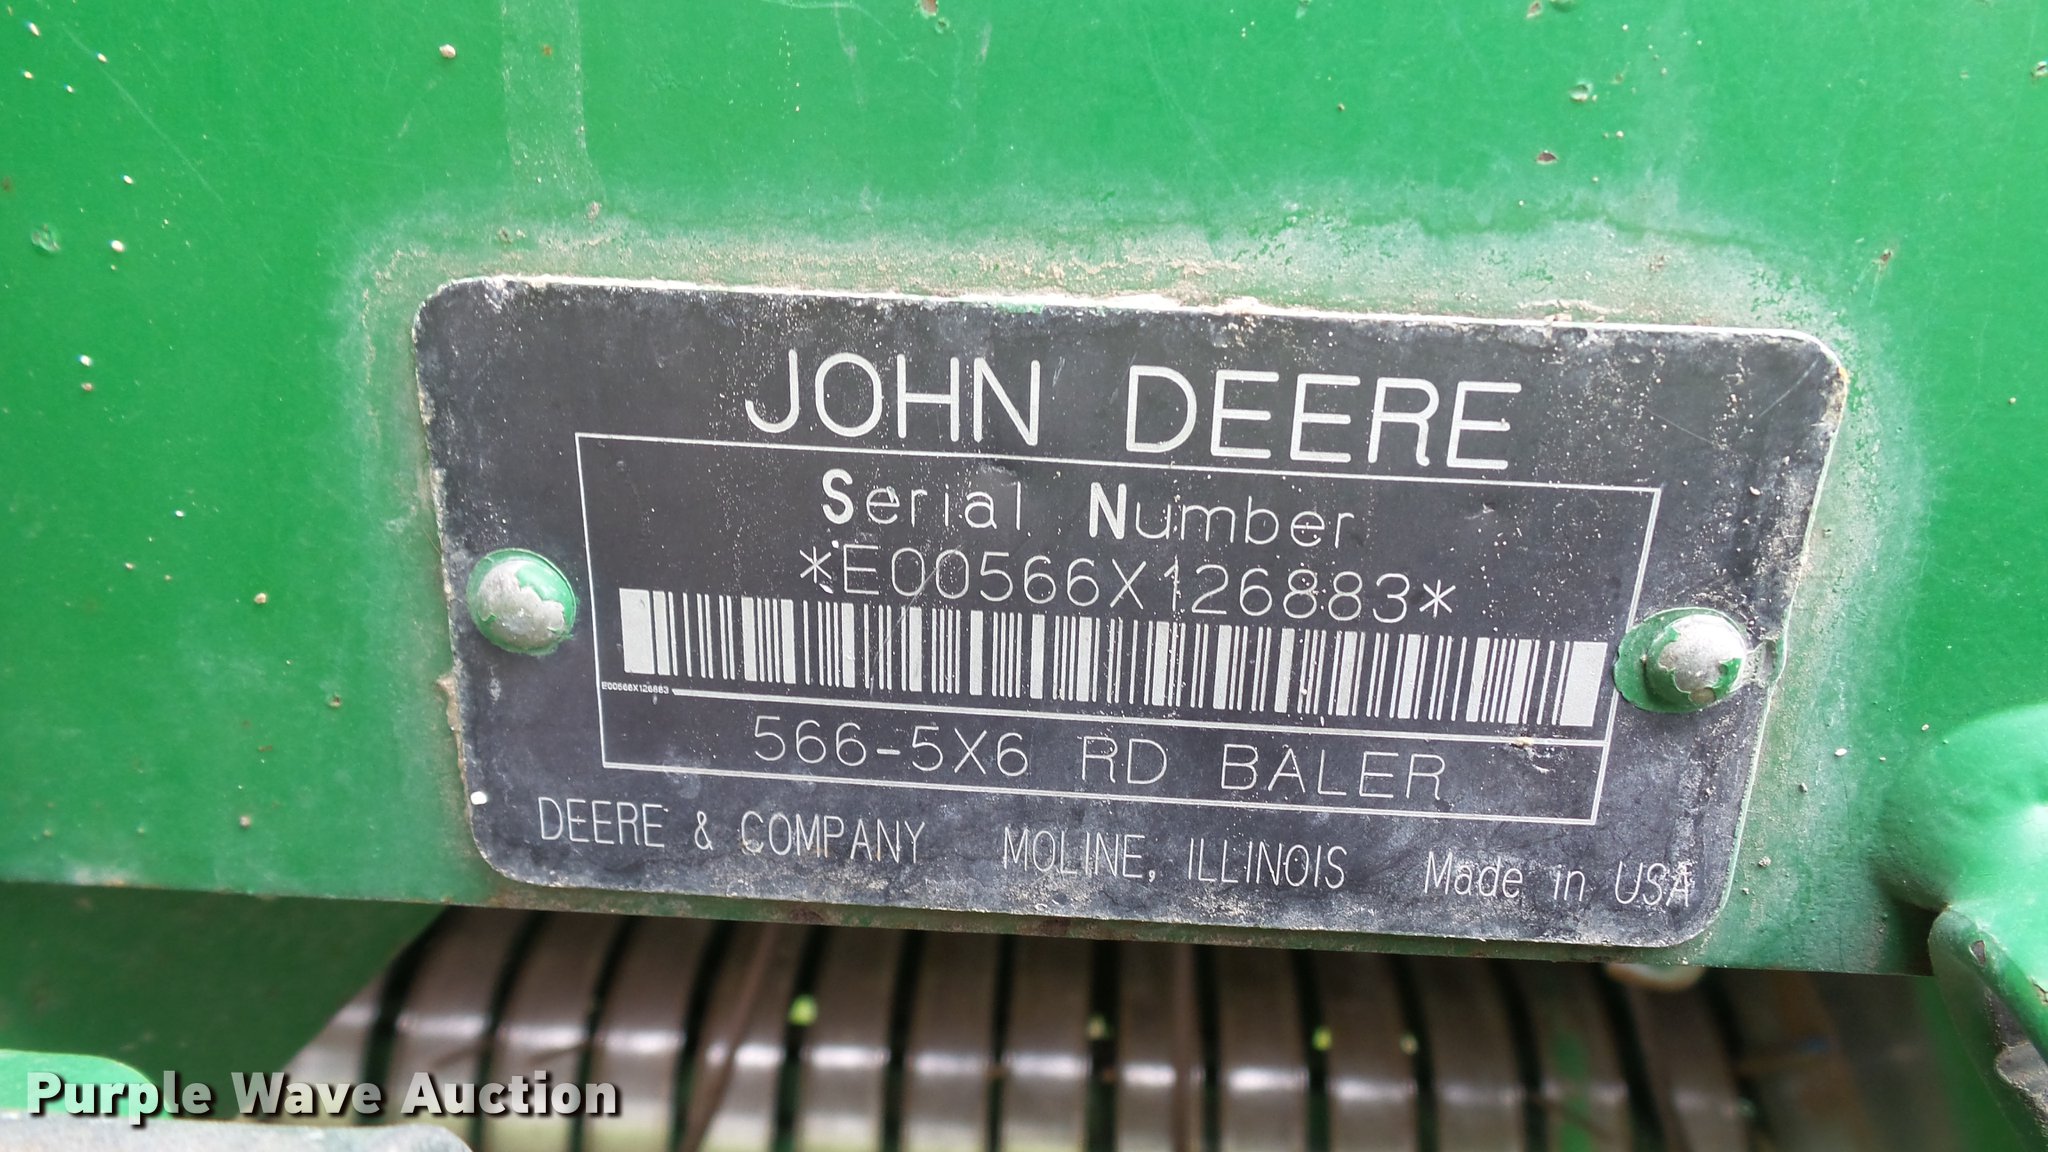 JOHN DEERE
Serial Number
*E00566X126883*
E00566X126883
566-5X6 RD BALER
DEERE & COMPANY MOLINE, ILLINOIS Made in USA
Purple Wave Auction